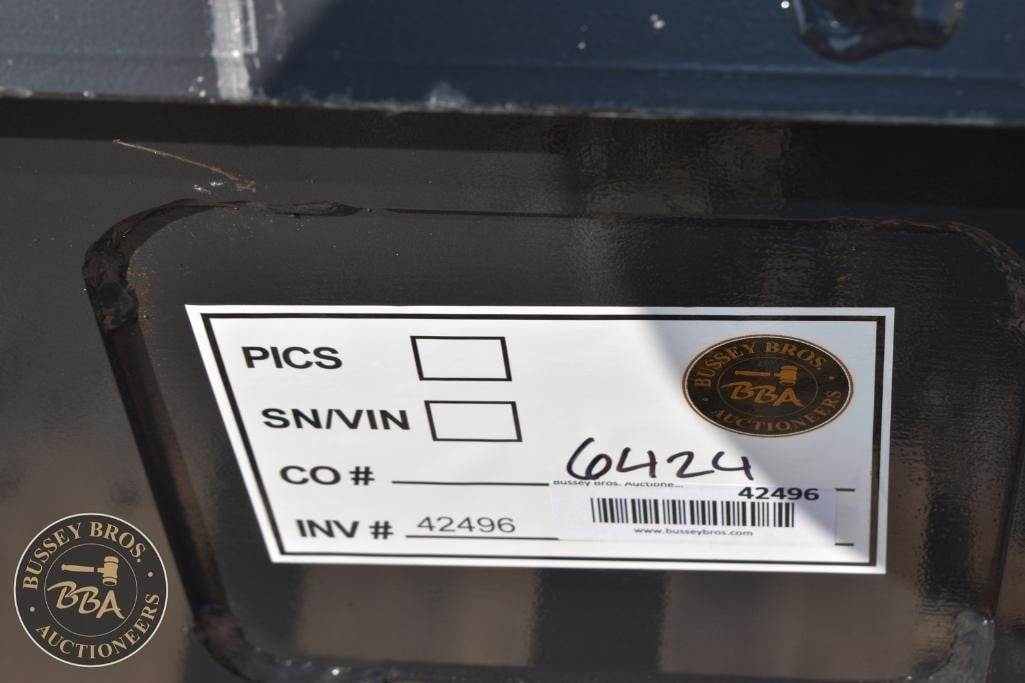 PICS
SN/VIN
CO # 6424
INV # 42496
BUSSEY BROS.
BBA
AUCTIONEERS
Bussey Bros. Auctione...
42496
www.busseybros.com
BUSSEY BROS.
BBA
AUCTIONEERS